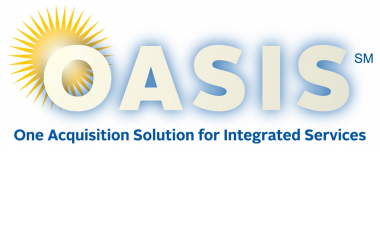 OASIS SM
One Acquisition Solution for Integrated Services